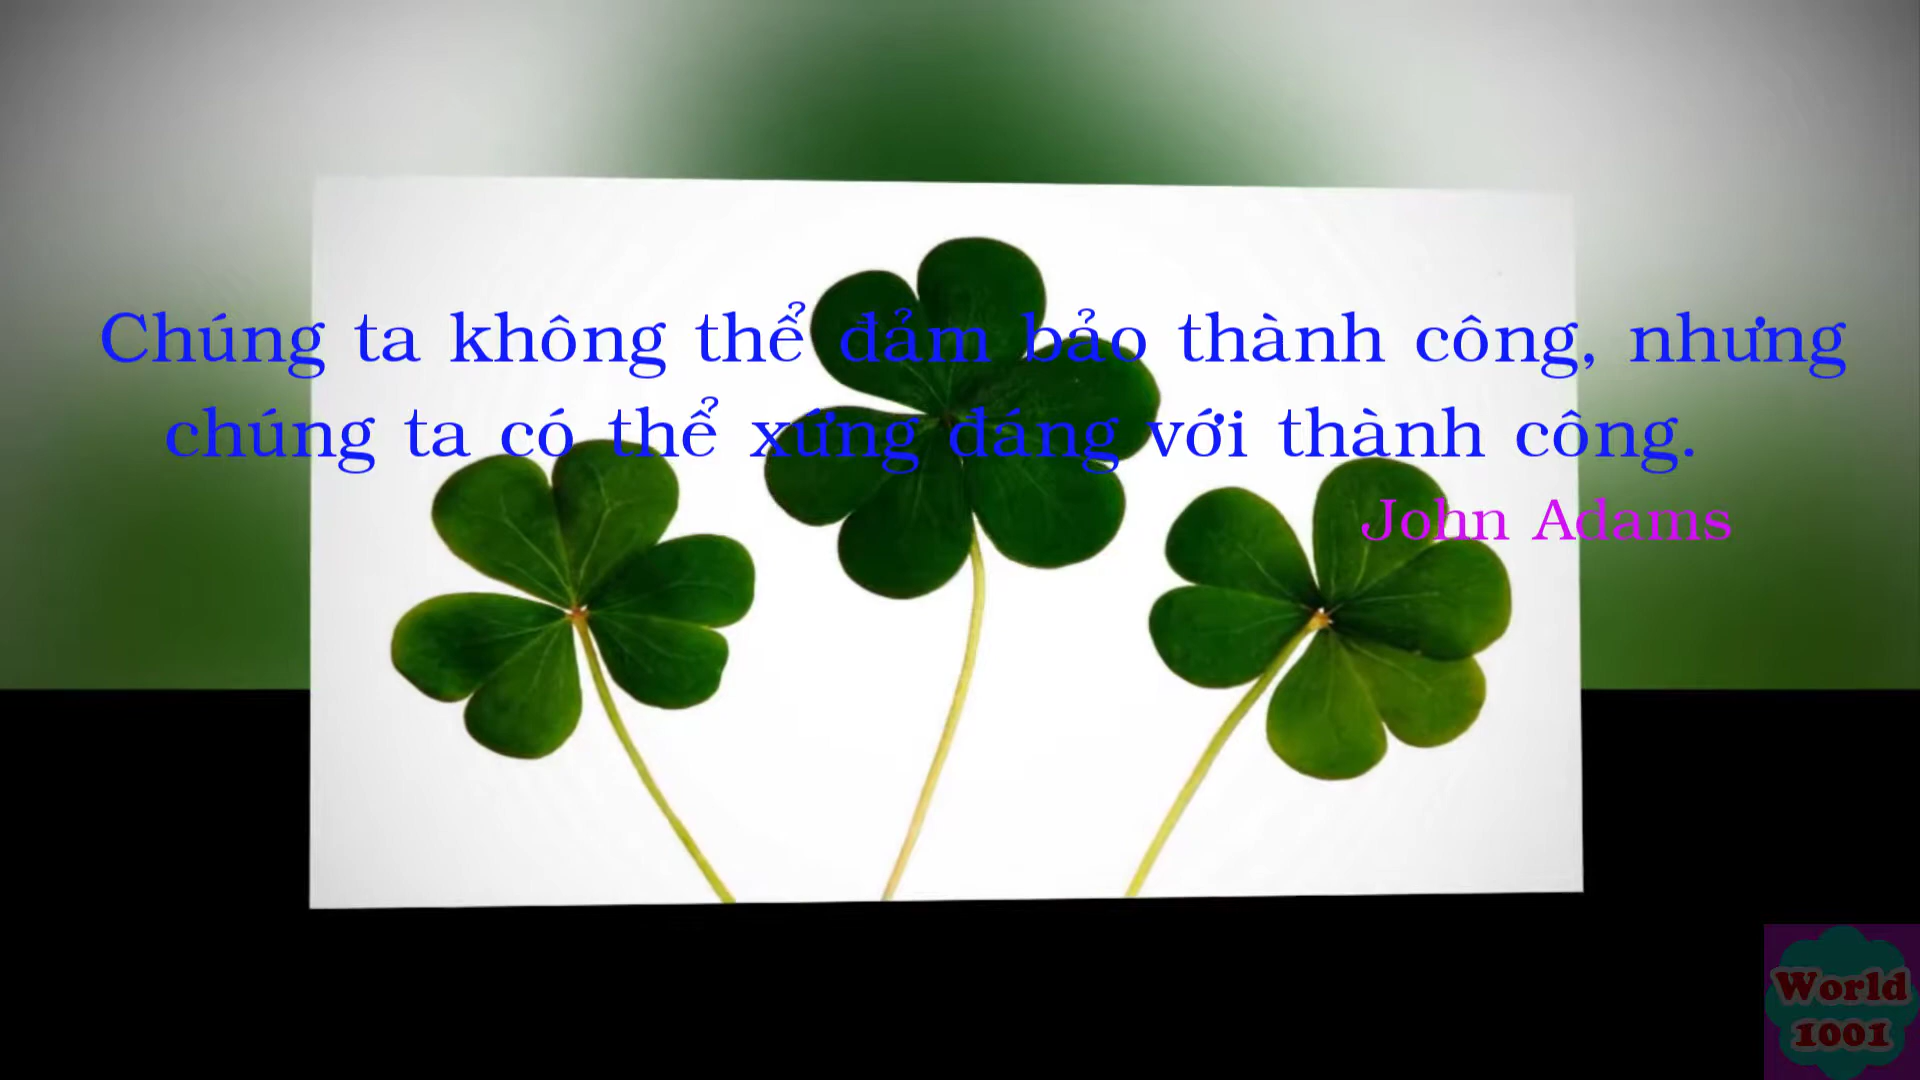 Chúng ta không thể đảm bảo thành công, nhưng
chúng ta có thể xứng đáng với thành công.
John Adams
World
1001